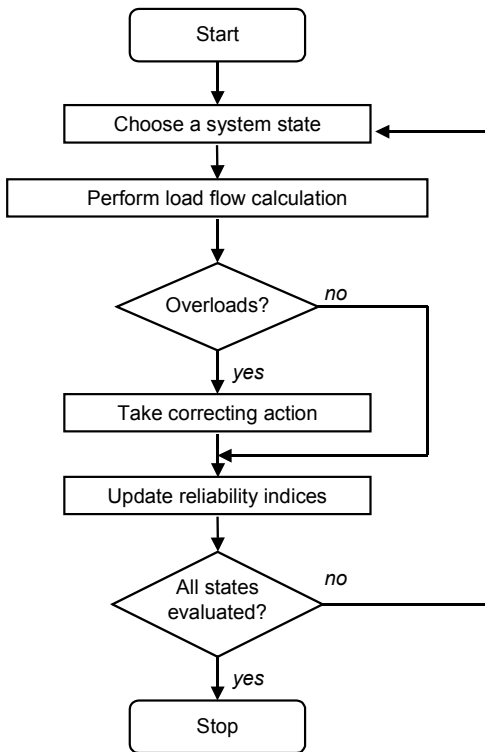 Start
Choose a system state
Perform load flow calculation
Overloads?
no
yes
Take correcting action
Update reliability indices
All states
evaluated?
no
yes
Stop